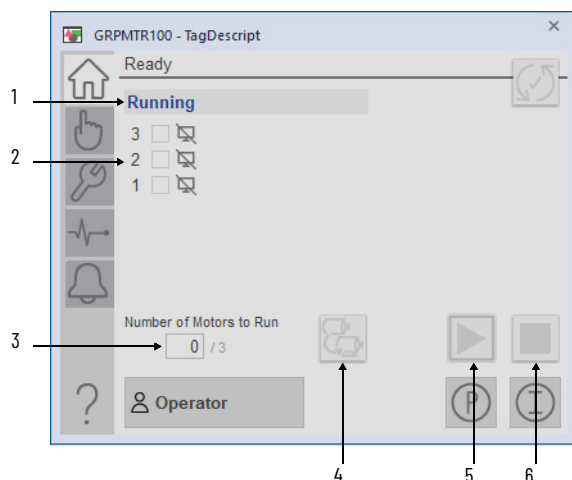 GRPMTR100 - TagDescript
Ready
1
Running
3
2
2
1
Number of Motors to Run
3
0 / 3
?
Operator
P
I
4
5
6